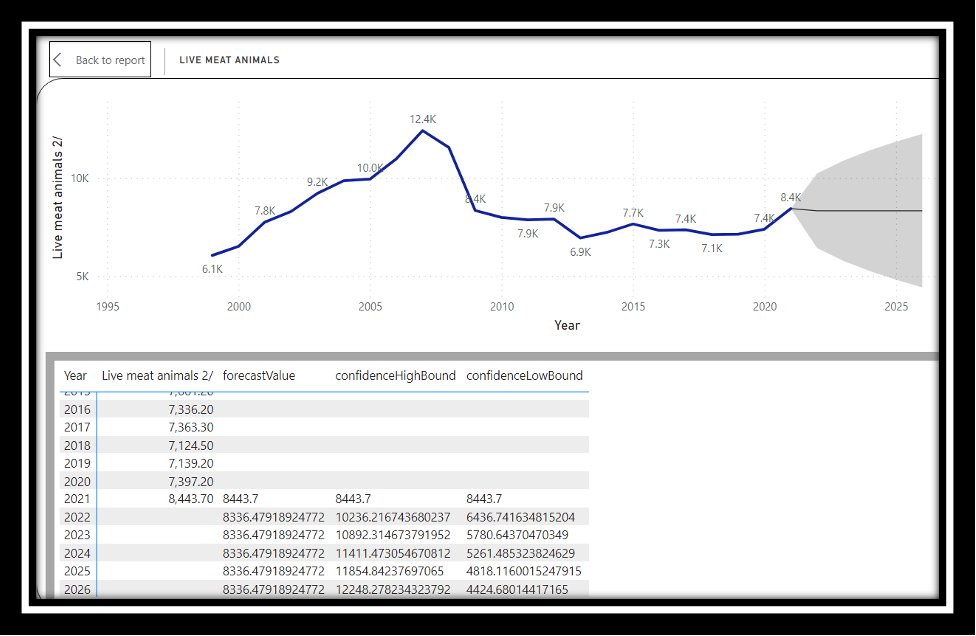 Back to report
LIVE MEAT ANIMALS
12.4K
10.0K
9.2K
7.8K
6.1K
8.4K
7.9K
7.9K
6.9K
7.7K
7.3K
7.4K
7.1K
7.4K
8.4K
Live meat animals 2/
10K
5K
1995 2000 2005 2010 2015 2020 2025
Year
Year Live meat animals 2/ forecastValue confidenceHighBound confidenceLowBound
2016 7,336.20
2017 7,363.30
2018 7,124.50
2019 7,139.20
2020 7,397.20
2021 8,443.70 8443.7 8443.7 8443.7
2022 8336.47918924772 10236.216743680237 6436.741634815204
2023 8336.47918924772 10892.314673791952 5780.64370470349
2024 8336.47918924772 11411.473054670812 5261.485323824629
2025 8336.47918924772 11854.84237697065 4818.1160015247915
2026 8336.47918924772 12248.278234323792 4424.68014417165